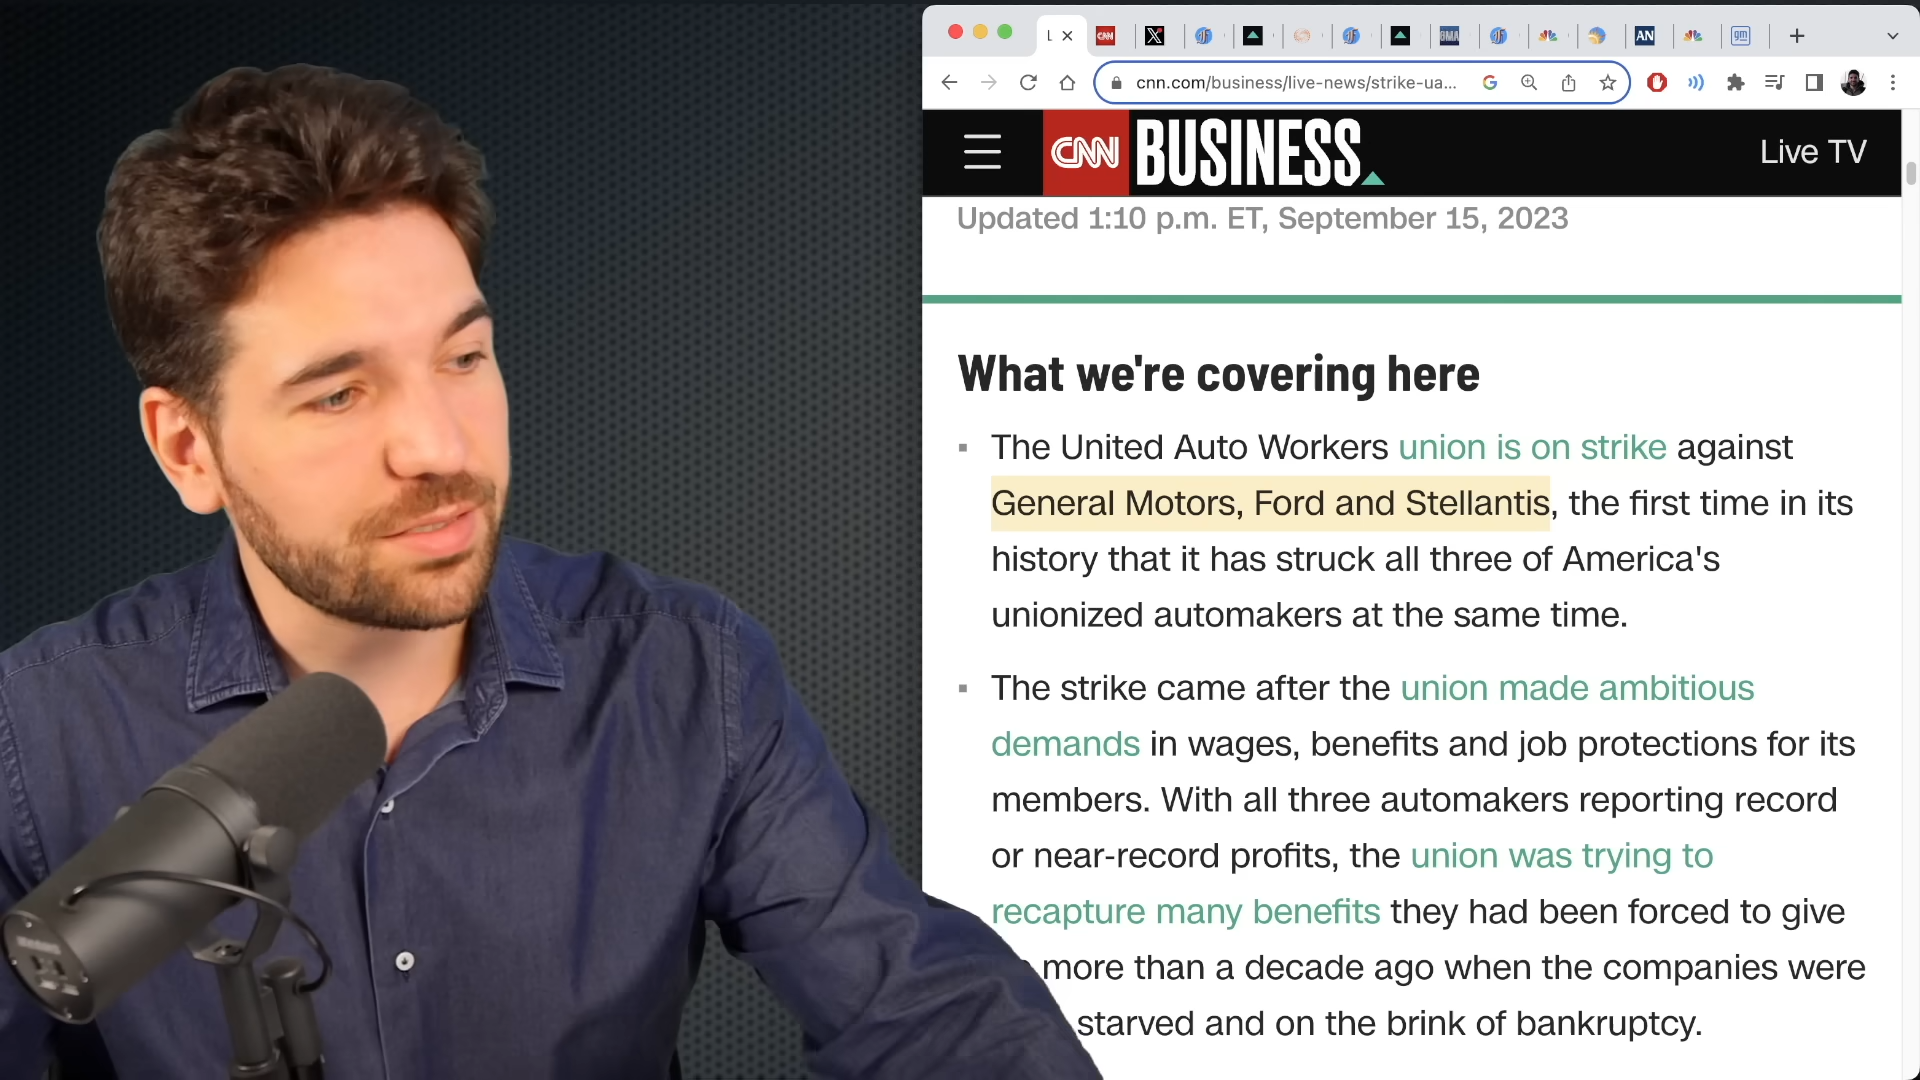 L
CNN
GMA
AN
gm
cnn.com/business/live-news/strike-ua...
CNN BUSINESS
Live TV
Updated 1:10 p.m. ET, September 15, 2023
What we're covering here
The United Auto Workers union is on strike against
General Motors, Ford and Stellantis, the first time in its
history that it has struck all three of America's
unionized automakers at the same time.
The strike came after the union made ambitious
demands in wages, benefits and job protections for its
members. With all three automakers reporting record
or near-record profits, the union was trying to
recapture many benefits they had been forced to give
more than a decade ago when the companies were
starved and on the brink of bankruptcy.